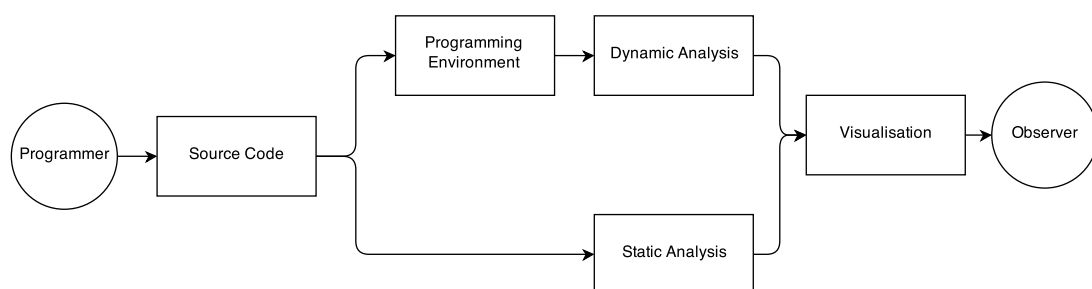 Programmer
Source Code
Programming
Environment
Dynamic Analysis
Static Analysis
Visualisation
Observer